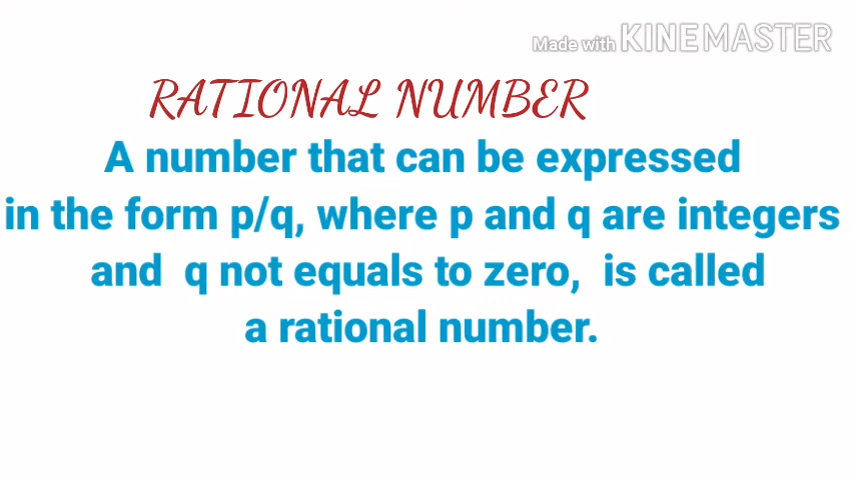 Made with KINEMASTER
RATIONAL NUMBER
A number that can be expressed
in the form p/q, where p and q are integers
and q not equals to zero, is called
a rational number.